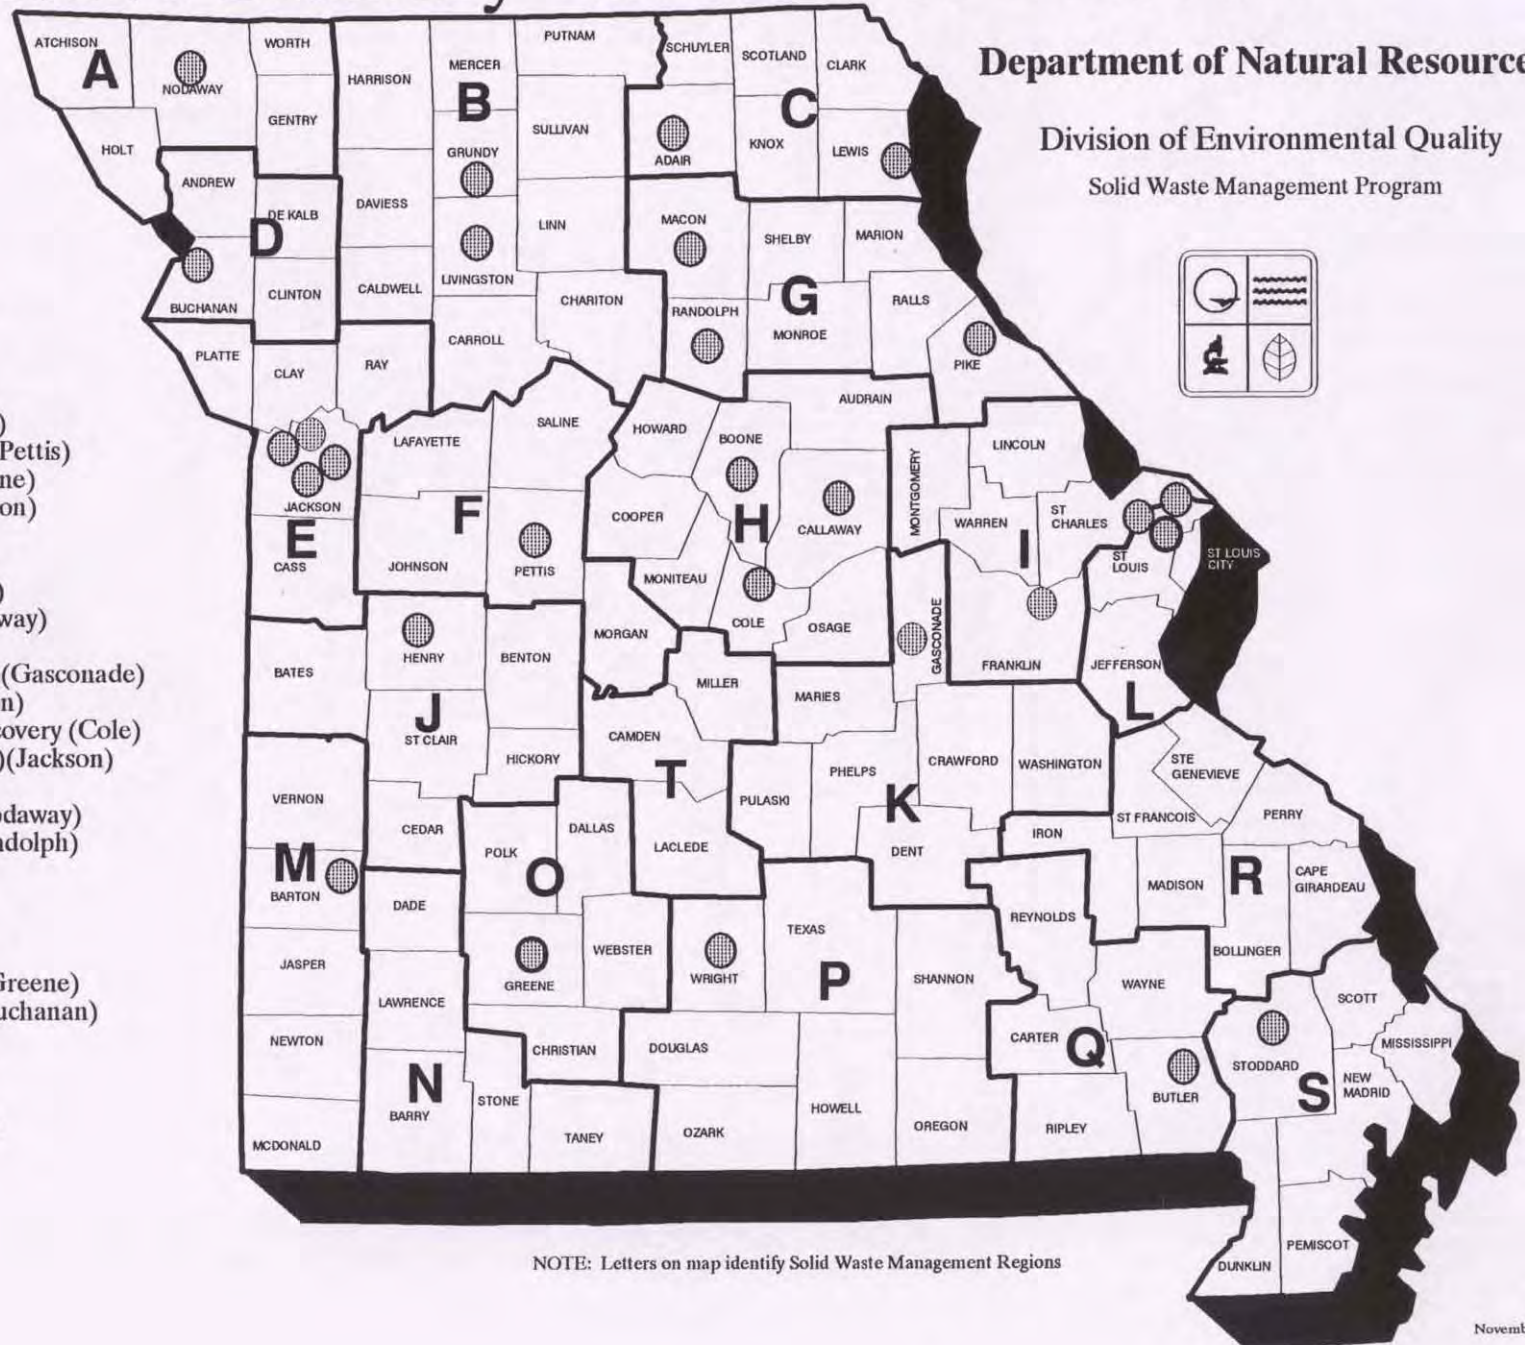 Department of Natural Resource
Division of Environmental Quality
Solid Waste Management Program
)
Pettis)
ne)
on)
)
way)
(Gasconade)
n)
covery (Cole)
)(Jackson)
odaway)
ndolph)
Greene)
uchanan)
ATCHISON
A
NODAWAY
WORTH
GENTRY
HOLT
HARRISON
MERCER
B
PUTNAM
SULLIVAN
GRUNDY
DAVIESS
LINN
LIVINGSTON
CALDWELL
CHARITON
CARROLL
SCHUYLER
SCOTLAND
CLARK
C
ADAIR
KNOX
LEWIS
ANDREW
DE KALB
D
BUCHANAN
CLINTON
MACON
SHELBY
MARION
G
RANDOLPH
MONROE
RALLS
PIKE
PLATTE
CLAY
RAY
JACKSON
E
CASS
LAFAYETTE
SALINE
F
JOHNSON
PETTIS
HOWARD
BOONE
AUDRAIN
COOPER
H
CALLAWAY
MONITEAU
COLE
OSAGE
MONTGOMERY
LINCOLN
WARREN
I
ST
CHARLES
GASCONADE
FRANKLIN
ST
LOUIS
ST LOUIS
CITY
JEFFERSON
L
BATES
HENRY
BENTON
J
ST CLAIR
HICKORY
CEDAR
MORGAN
MILLER
CAMDEN
T
LACLEDE
MARIES
PULASKI
PHELPS
CRAWFORD
WASHINGTON
K
DENT
VERNON
M
BARTON
JASPER
NEWTON
MCDONALD
POLK
DALLAS
O
GREENE
WEBSTER
CHRISTIAN
DADE
LAWRENCE
N
BARRY
STONE
TANEY
WRIGHT
TEXAS
P
SHANNON
DOUGLAS
OZARK
HOWELL
OREGON
IRON
ST FRANCOIS
STE
GENEVIEVE
PERRY
MADISON
R
CAPE
GIRARDEAU
BOLLINGER
REYNOLDS
WAYNE
CARTER
Q
BUTLER
RIPLEY
SCOTT
STODDARD
MISSISSIPPI
S
NEW
MADRID
PEMISCOT
DUNKLIN
NOTE: Letters on map identify Solid Waste Management Regions
Novemb